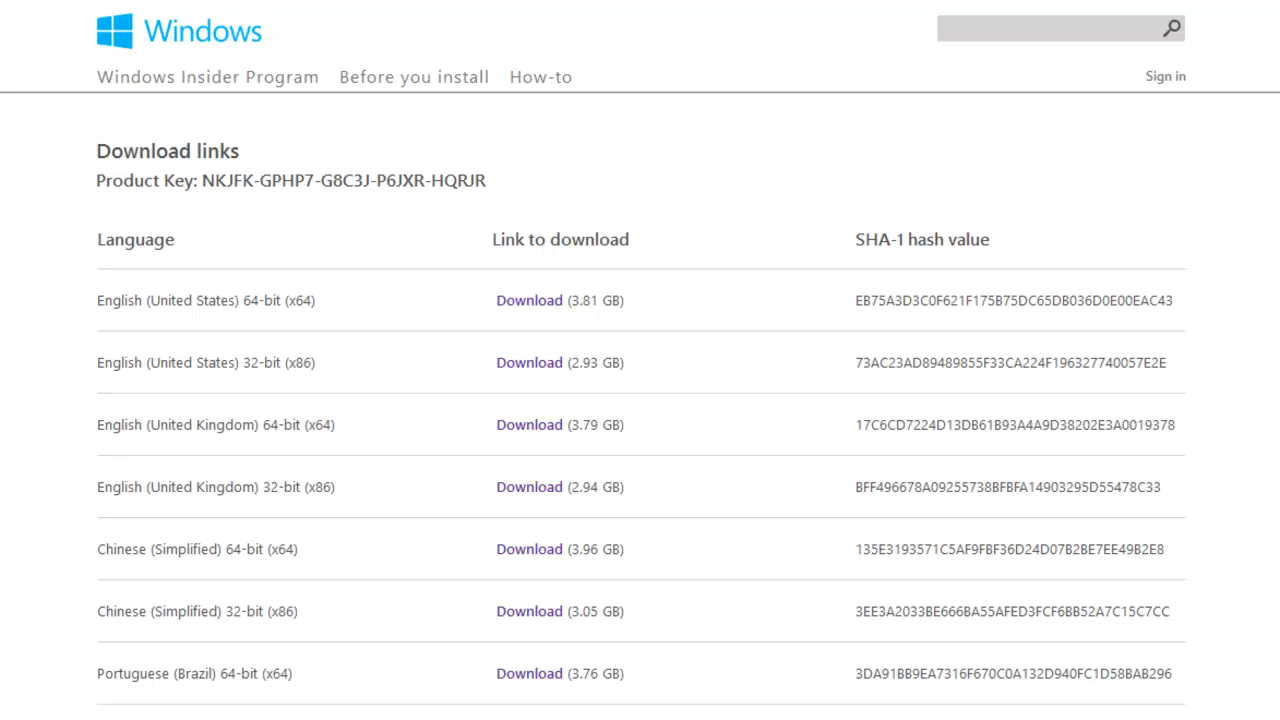 Windows
Windows Insider Program Before you install How-to Sign in
Download links
Product Key: NKJFK-GPHP7-G8C3J-P6JXR-HQRJR
Language Link to download SHA-1 hash value
English (United States) 64-bit (x64) Download (3.81 GB) EB75A3D3C0F621F175B75DC65DB036D0E00EAC43
English (United States) 32-bit (x86) Download (2.93 GB) 73AC23AD89489855F33CA224F196327740057E2E
English (United Kingdom) 64-bit (x64) Download (3.79 GB) 17C6CD7224D13DB61B93A4A9D38202E3A0019378
English (United Kingdom) 32-bit (x86) Download (2.94 GB) BFF496678A09255738BFBFA14903295D55478C33
Chinese (Simplified) 64-bit (x64) Download (3.96 GB) 135E3193571C5AF9FBF36D24D07B2BE7EE49B2E8
Chinese (Simplified) 32-bit (x86) Download (3.05 GB) 3EE3A2033BE666BA55AFED3FCF6BB52A7C15C7CC
Portuguese (Brazil) 64-bit (x64) Download (3.76 GB) 3DA91BB9EA7316F670C0A132D940FC1D58BAB296